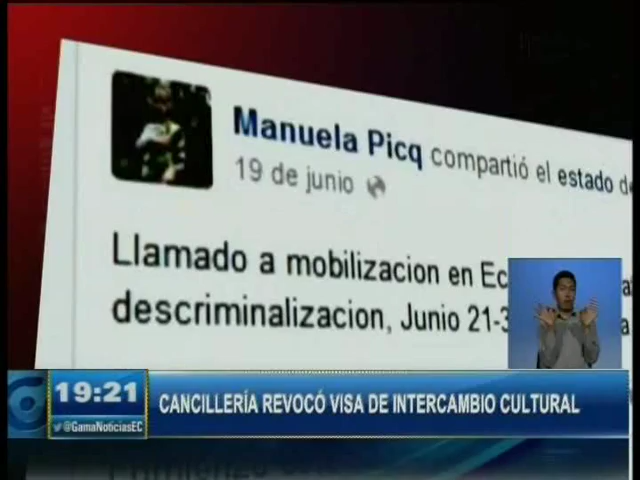 Manuela Picq compartió el estado de
19 de junio
Llamado a mobilizacion en Ec
descriminalizacion, Junio 21-3
19:21
CANCILLERÍA REVOCÓ VISA DE INTERCAMBIO CULTURAL
@GamaNoticiasEC